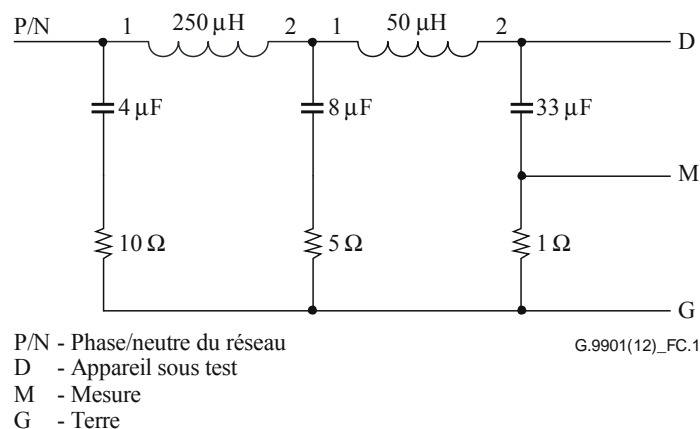 P/N 1 250 µH 2 1 50 µH 2 D
4 µF 8 µF 33 µF
M
10 Ω 5 Ω 1 Ω
G
P/N - Phase/neutre du réseau G.9901(12)_FC.1
D - Appareil sous test
M - Mesure
G - Terre